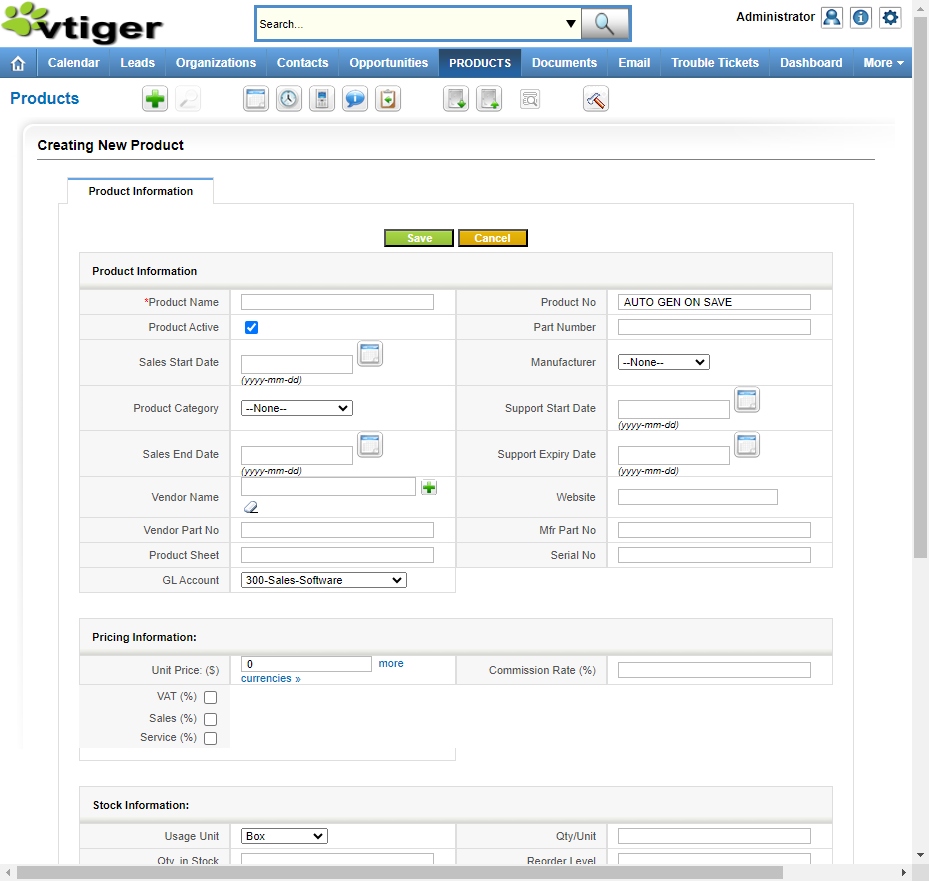 vtiger
Search...
Administrator
Calendar Leads Organizations Contacts Opportunities PRODUCTS Documents Email Trouble Tickets Dashboard More
Products
Creating New Product
Product Information
Save Cancel
Product Information
*Product Name Product No AUTO GEN ON SAVE
Product Active Part Number
Sales Start Date (yyyy-mm-dd) Manufacturer --None--
Product Category --None-- Support Start Date (yyyy-mm-dd)
Sales End Date (yyyy-mm-dd) Support Expiry Date (yyyy-mm-dd)
Vendor Name Website
Vendor Part No Mfr Part No
Product Sheet Serial No
GL Account 300-Sales-Software
Pricing Information:
Unit Price: ($) 0 more currencies » Commission Rate (%)
VAT (%)
Sales (%)
Service (%)
Stock Information:
Usage Unit Box Qty/Unit
Qty. in Stock Reorder Level